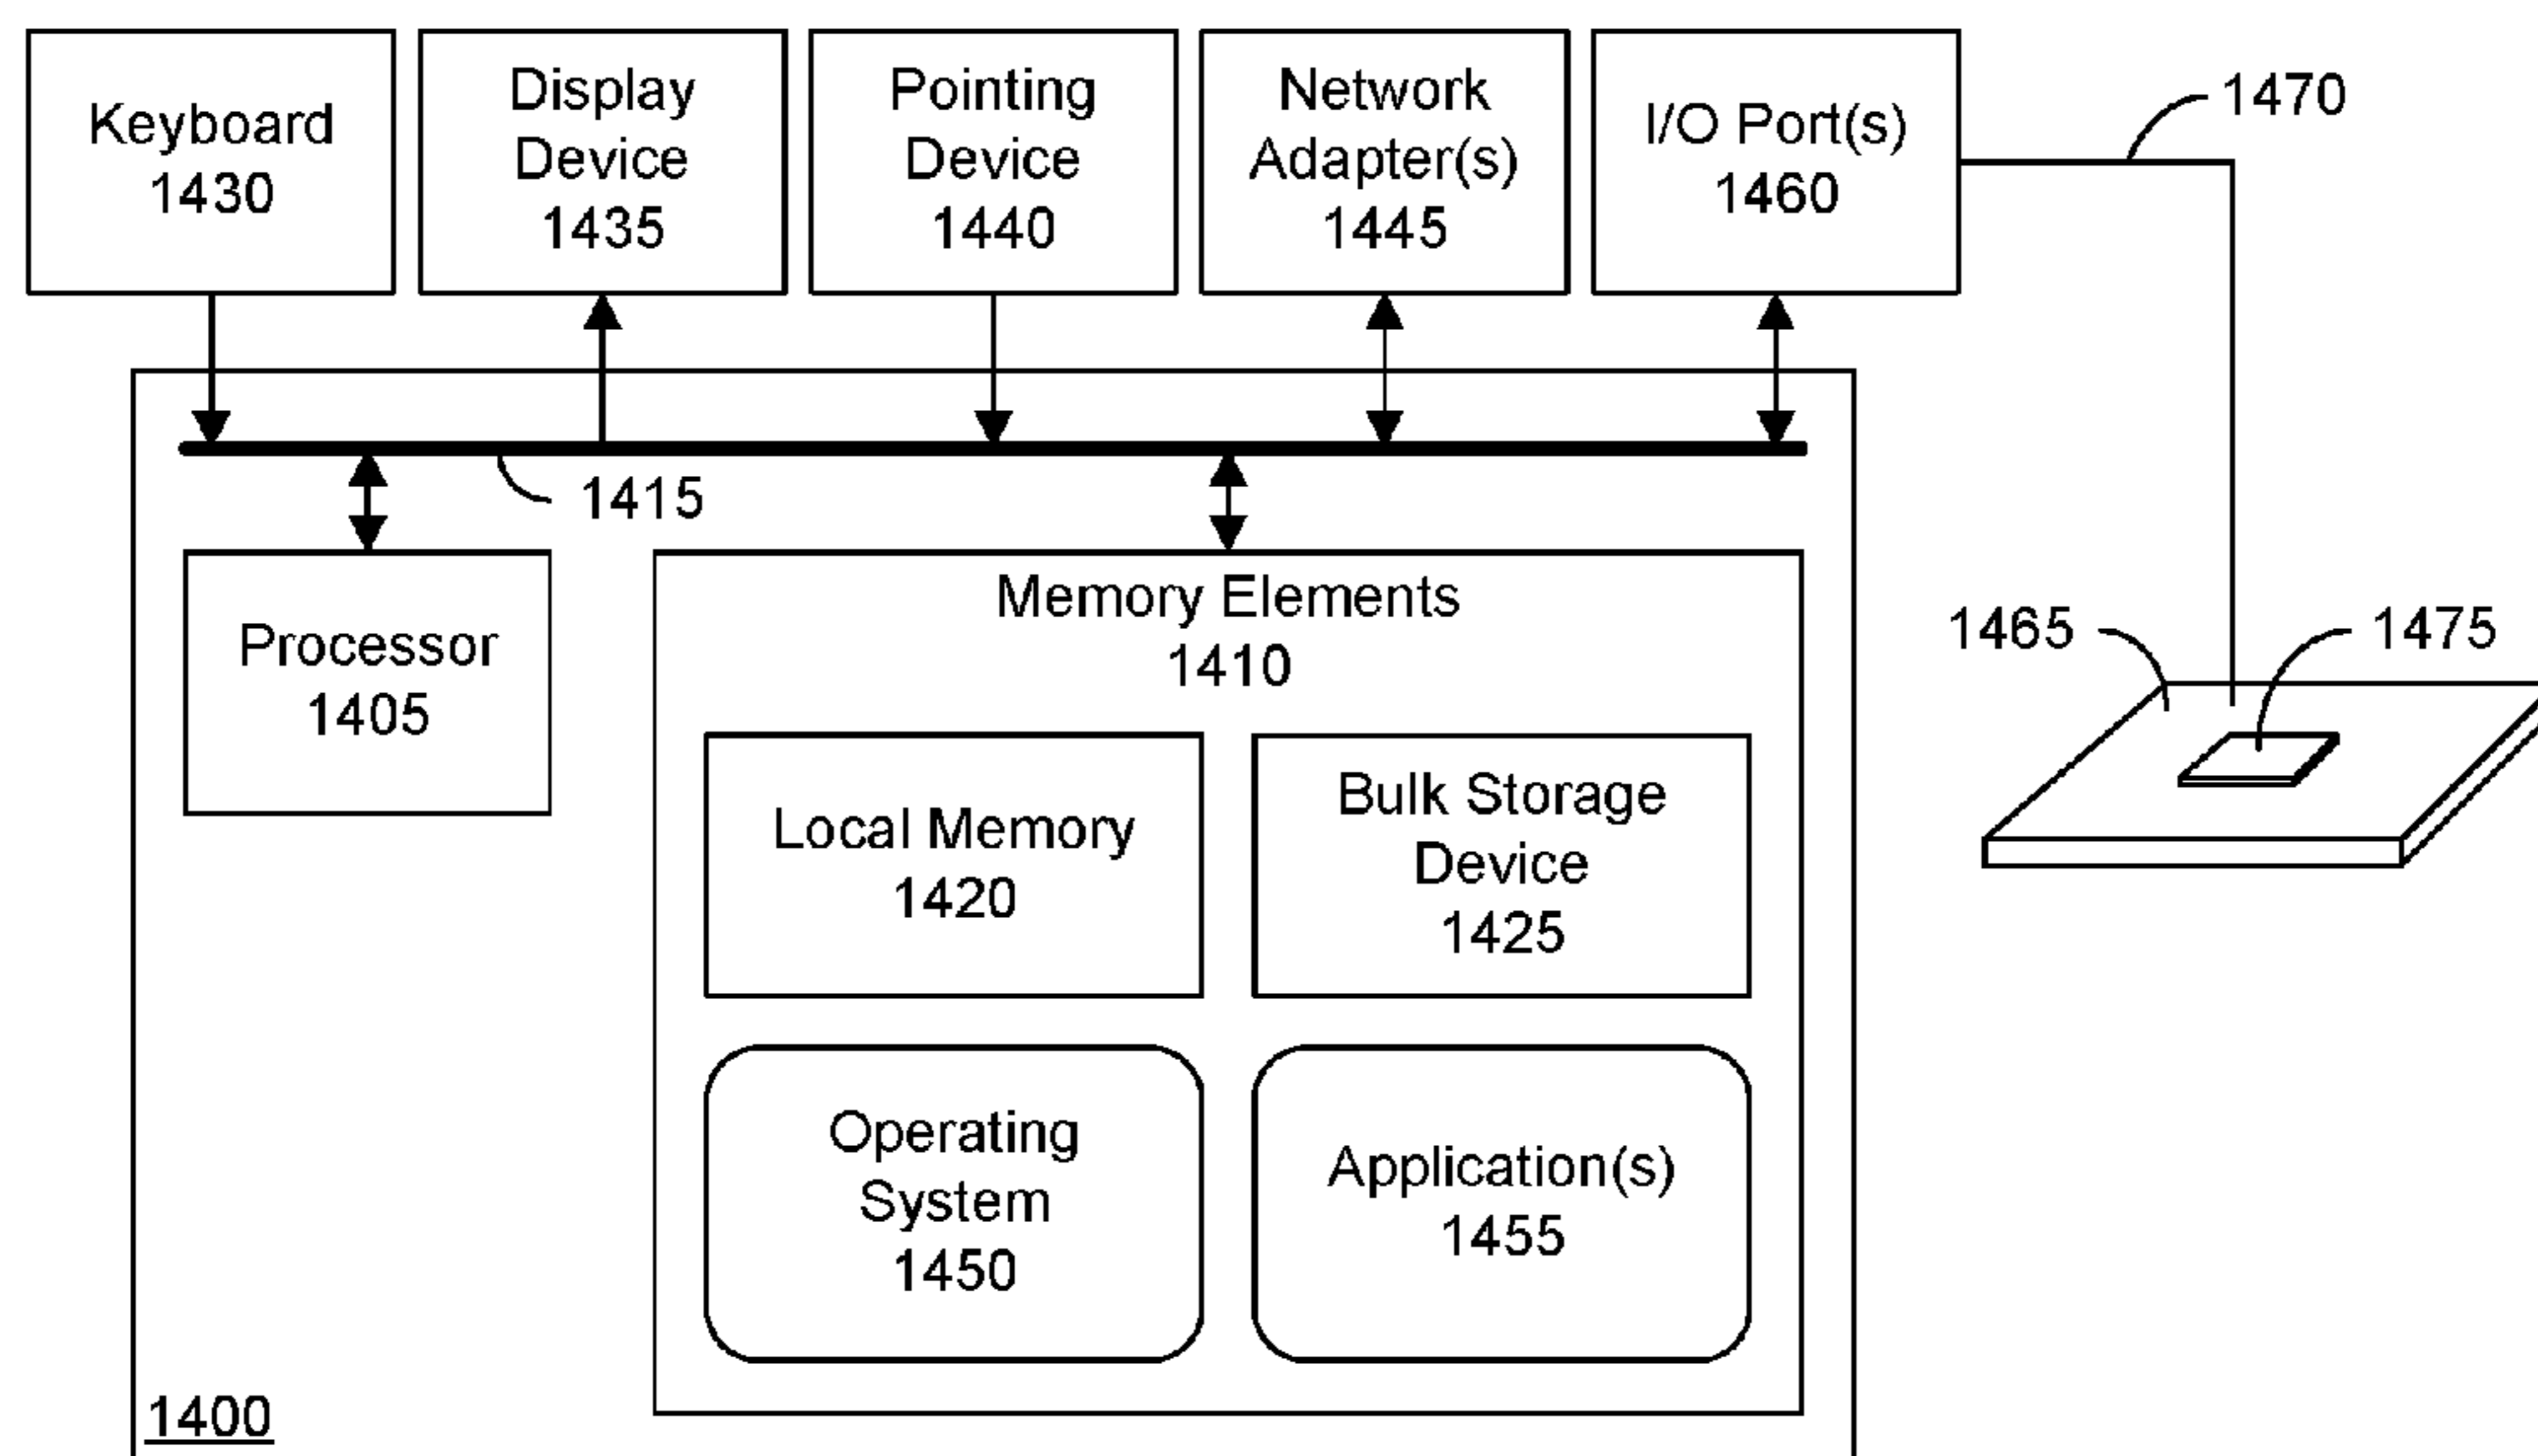 Keyboard
1430
Display
Device
1435
Pointing
Device
1440
Network
Adapter(s)
1445
I/O Port(s)
1460
1470
1415
Processor
1405
Memory Elements
1410
Local Memory
1420
Bulk Storage
Device
1425
Operating
System
1450
Application(s)
1455
1465
1475
1400